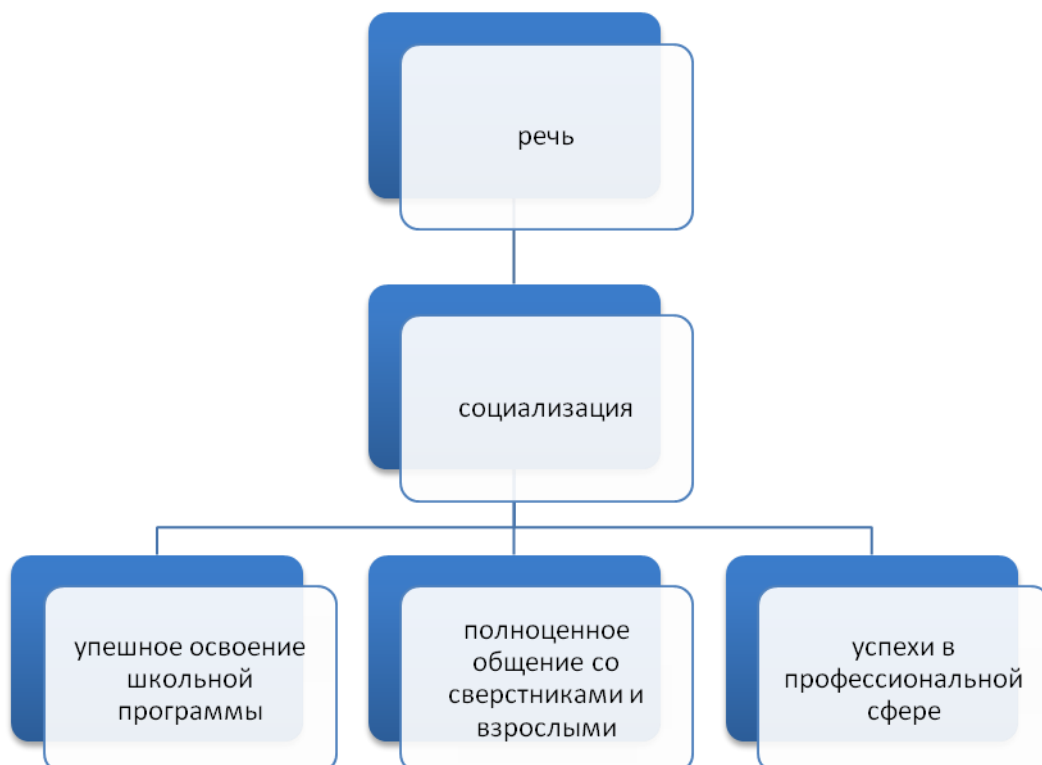 речь
социализация
упешное освоение
школьной
программы
полноценное
общение со
сверстниками и
взрослыми
успехи в
профессиональной
сфере